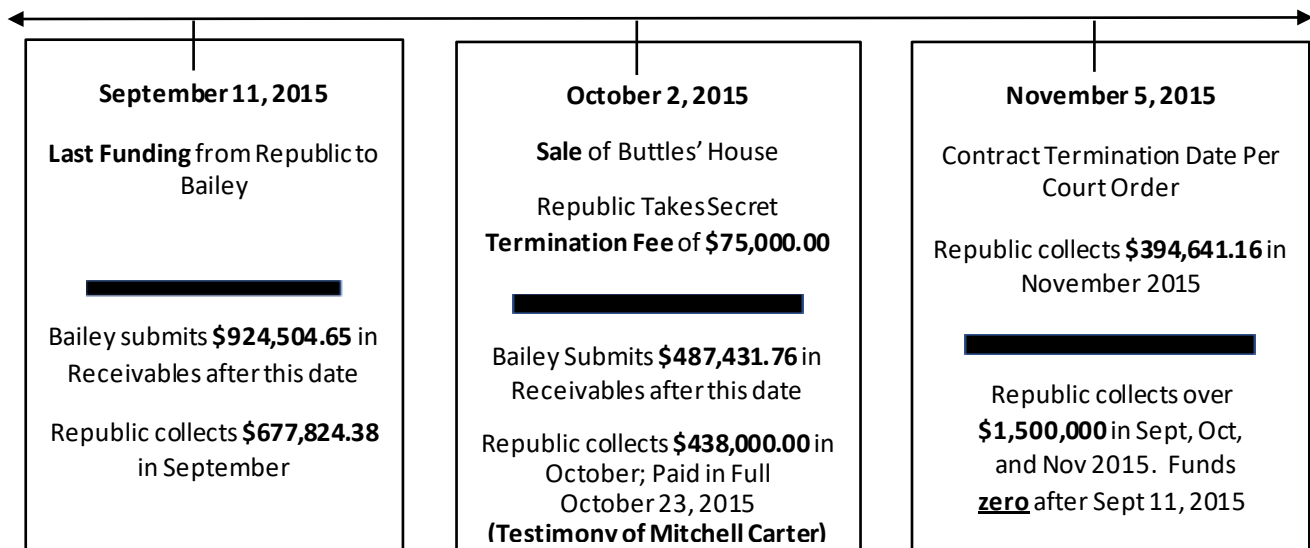 September 11, 2015
Last Funding from Republic to
Bailey
Bailey submits $924,504.65 in
Receivables after this date
Republic collects $677,824.38
in September
October 2, 2015
Sale of Buttles' House
Republic Takes Secret
Termination Fee of $75,000.00
Bailey Submits $487,431.76 in
Receivables after this date
Republic collects $438,000.00 in
October; Paid in Full
October 23, 2015
(Testimony of Mitchell Carter)
November 5, 2015
Contract Termination Date Per
Court Order
Republic collects $394,641.16 in
November 2015
Republic collects over
$1,500,000 in Sept, Oct,
and Nov 2015. Funds
zero after Sept 11, 2015